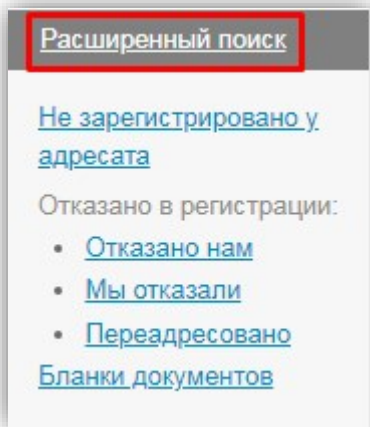 Расширенный поиск
Не зарегистрировано у
адресата
Отказано в регистрации:
• Отказано нам
• Мы отказали
• Переадресовано
Бланки документов